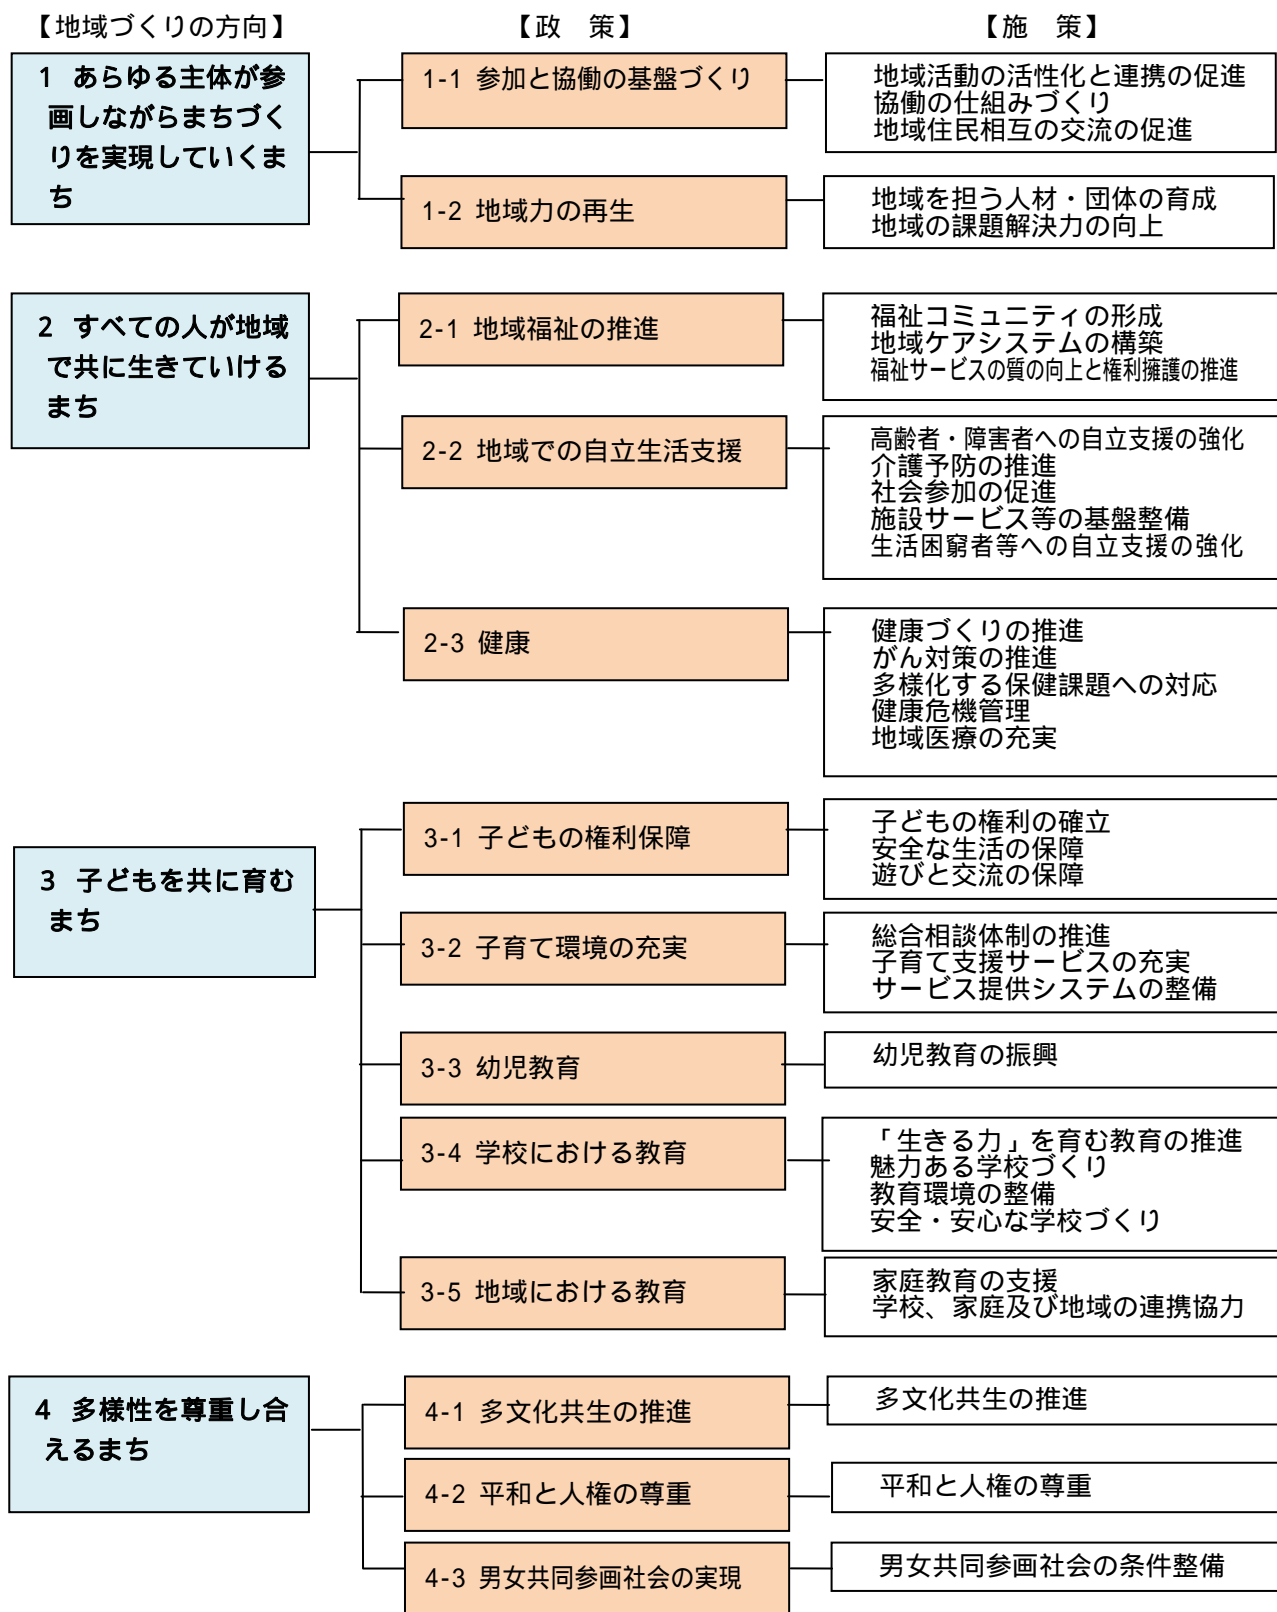 【地域づくりの方向】
【政　策】
【施　策】
1 あらゆる主体が参
画しながらまちづく
りを実現していくま
ち
1-1 参加と協働の基盤づくり
地域活動の活性化と連携の促進
協働の仕組みづくり
地域住民相互の交流の促進
1-2 地域力の再生
地域を担う人材・団体の育成
地域の課題解決力の向上
2 すべての人が地域
で共に生きていける
まち
2-1 地域福祉の推進
福祉コミュニティの形成
地域ケアシステムの構築
福祉サービスの質の向上と権利擁護の推進
2-2 地域での自立生活支援
高齢者・障害者への自立支援の強化
介護予防の推進
社会参加の促進
施設サービス等の基盤整備
生活困窮者等への自立支援の強化
2-3 健康
健康づくりの推進
がん対策の推進
多様化する保健課題への対応
健康危機管理
地域医療の充実
3 子どもを共に育む
まち
3-1 子どもの権利保障
子どもの権利の確立
安全な生活の保障
遊びと交流の保障
3-2 子育て環境の充実
総合相談体制の推進
子育て支援サービスの充実
サービス提供システムの整備
3-3 幼児教育
幼児教育の振興
3-4 学校における教育
「生きる力」を育む教育の推進
魅力ある学校づくり
教育環境の整備
安全・安心な学校づくり
3-5 地域における教育
家庭教育の支援
学校、家庭及び地域の連携協力
4 多様性を尊重し合
えるまち
4-1 多文化共生の推進
多文化共生の推進
4-2 平和と人権の尊重
平和と人権の尊重
4-3 男女共同参画社会の実現
男女共同参画社会の条件整備